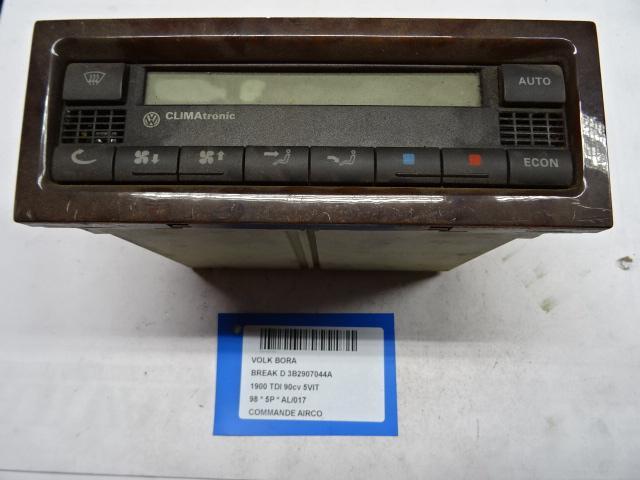 AUTO
CLIMAtronic
ECON
VOLK BORA
BREAK D 3B2907044A
1900 TDI 90cv 5VIT
98 * 5P * AL/017
COMMANDE AIRCO